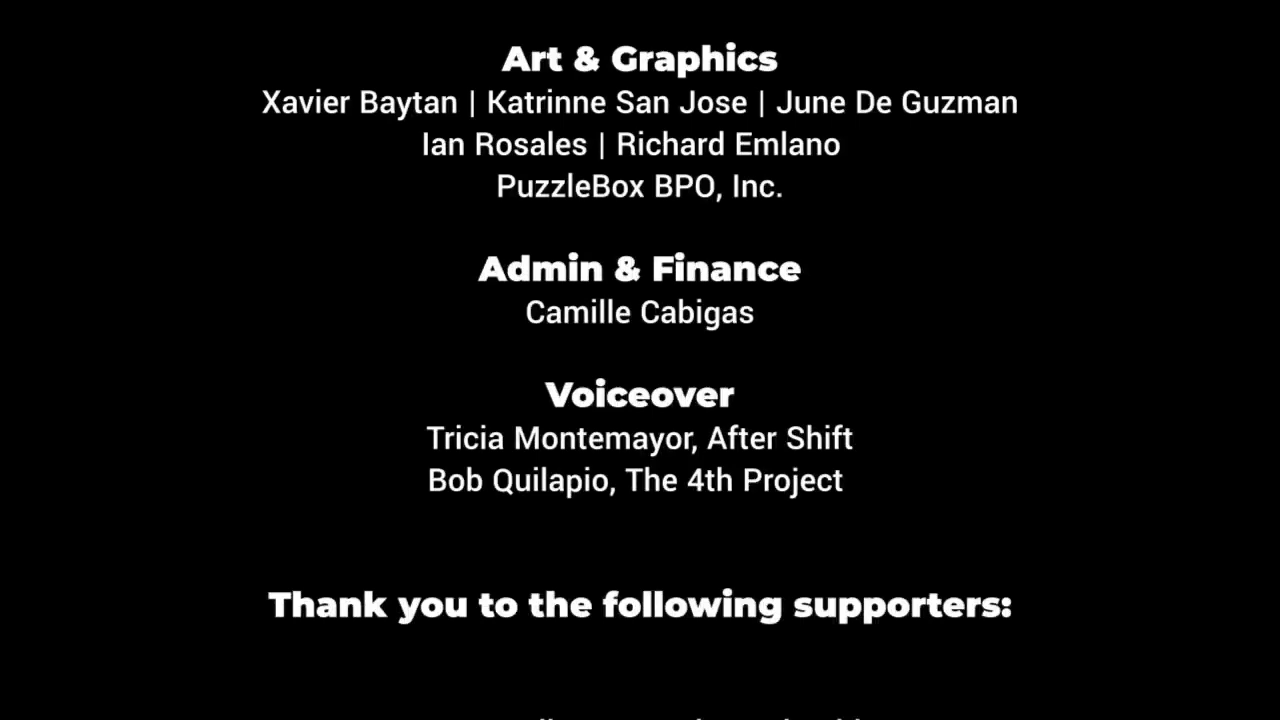 Art & Graphics
Xavier Baytan | Katrinne San Jose | June De Guzman
Ian Rosales | Richard Emlano
PuzzleBox BPO, Inc.
Admin & Finance
Camille Cabigas
Voiceover
Tricia Montemayor, After Shift
Bob Quilapio, The 4th Project
Thank you to the following supporters: